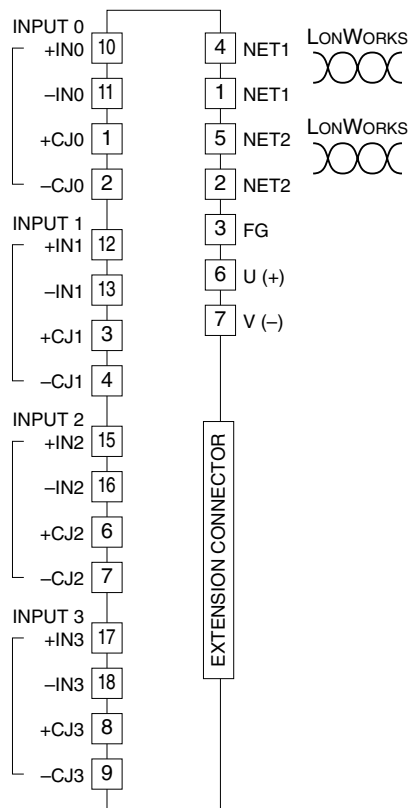 INPUT 0
+IN0 10
–IN0 11
+CJ0 1
–CJ0 2
INPUT 1
+IN1 12
–IN1 13
+CJ1 3
–CJ1 4
INPUT 2
+IN2 15
–IN2 16
+CJ2 6
–CJ2 7
INPUT 3
+IN3 17
–IN3 18
+CJ3 8
–CJ3 9
4 NET1 LONWORKS
1 NET1
5 NET2 LONWORKS
2 NET2
3 FG
6 U (+)
7 V (–)
EXTENSION CONNECTOR